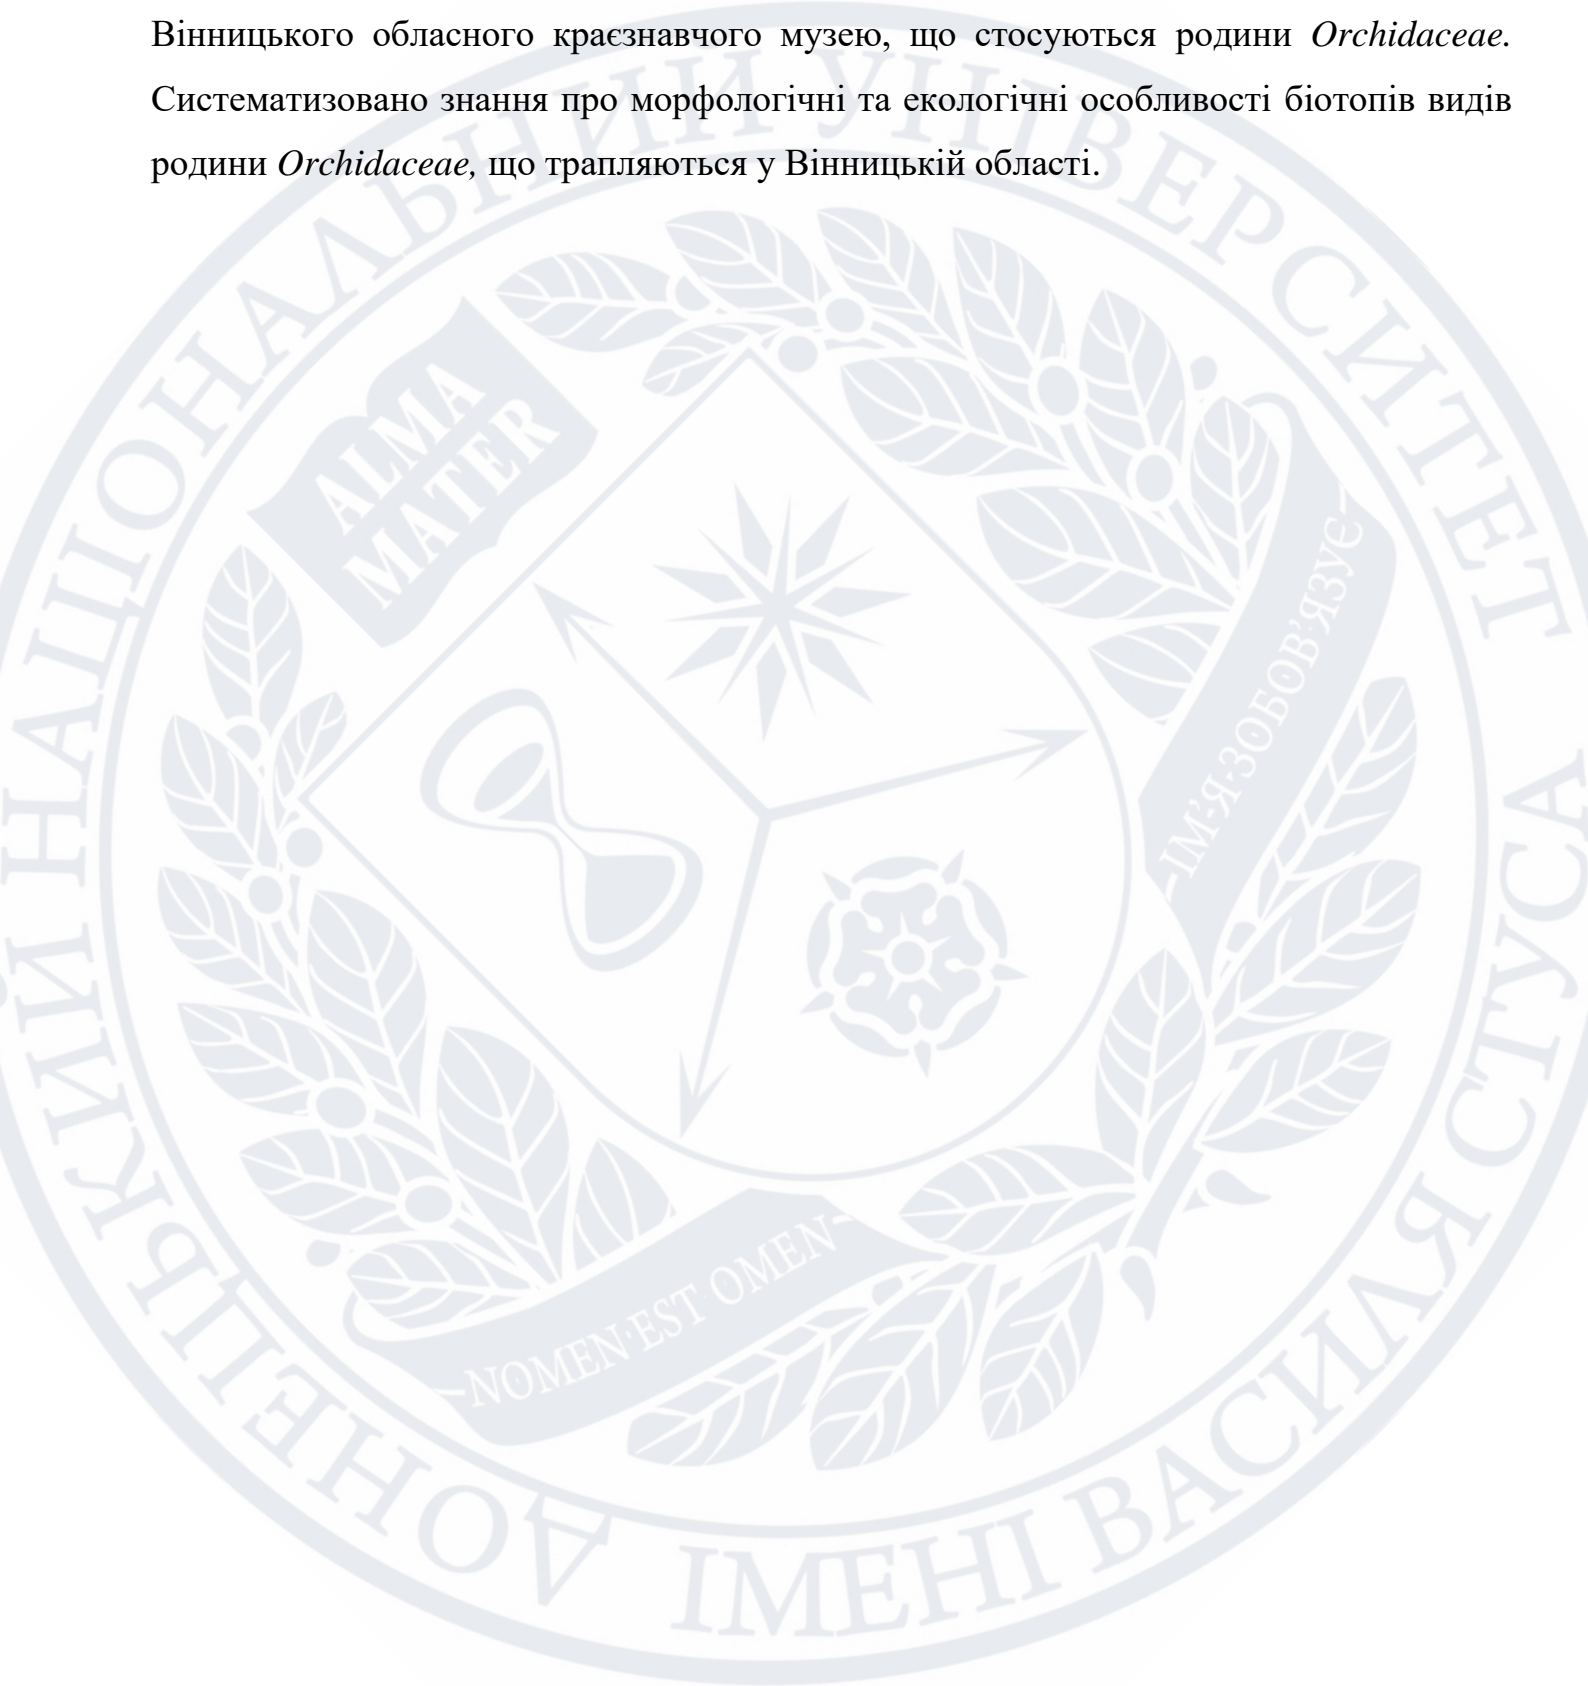 Вінницького обласного краєзнавчого музею, що стосуються родини Orchidaceae.
Систематизовано знання про морфологічні та екологічні особливості біотопів видів
родини Orchidaceae, що трапляються у Вінницькій області.
ДОНЕЦЬКИЙ НАЦІОНАЛЬНИЙ УНІВЕРСИТЕТ
ІМЕНІ ВАСИЛЯ СТУСА
ALMA
MATER
ІМ'Я ЗОБОВ'ЯЗУЄ
NOMEN EST OMEN